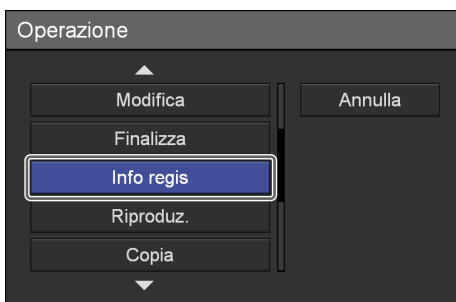 Operazione
Modifica
Annulla
Finalizza
Info regis
Riproduz.
Copia